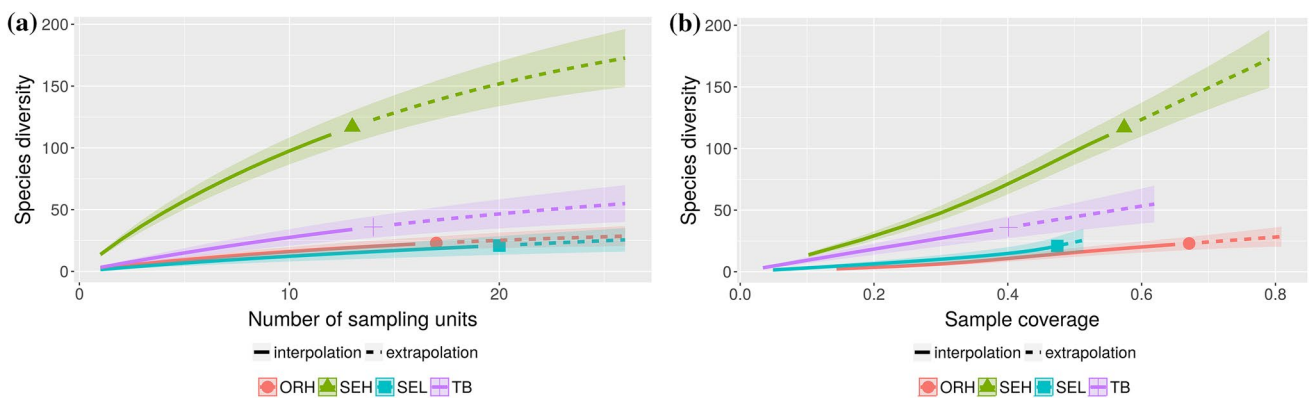 (a)
200
150
100
50
0
Species diversity
0 10 20
Number of sampling units
interpolation extrapolation
ORH SEH SEL TB
(b)
200
150
100
50
0
Species diversity
0.0 0.2 0.4 0.6 0.8
Sample coverage
interpolation extrapolation
ORH SEH SEL TB